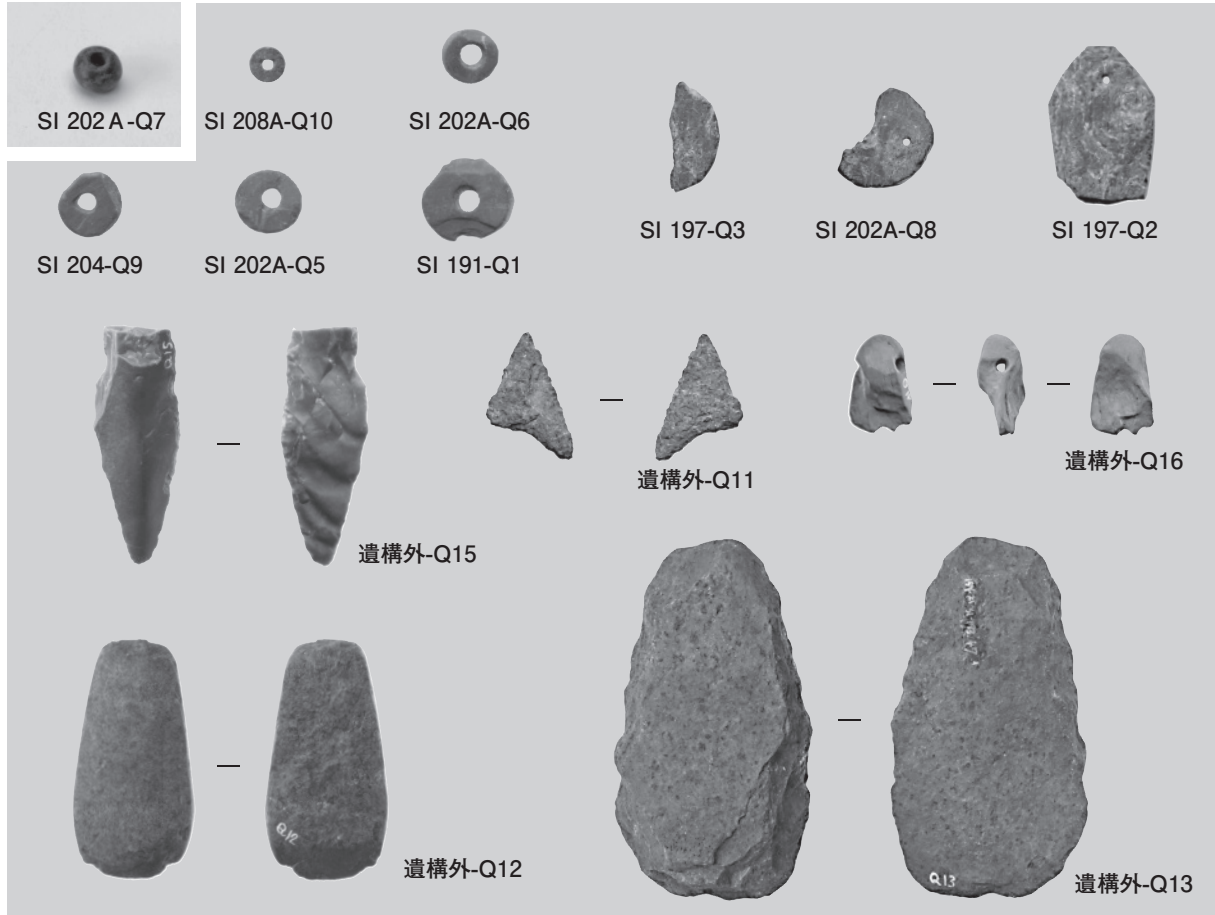 SI 202A-Q7
SI 208A-Q10
SI 202A-Q6
SI 197-Q3
SI 202A-Q8
SI 197-Q2
SI 204-Q9
SI 202A-Q5
SI 191-Q1
Q15
遺構外-Q15
遺構外-Q11
遺構外-Q16
Q12
遺構外-Q12
Q13
遺構外-Q13